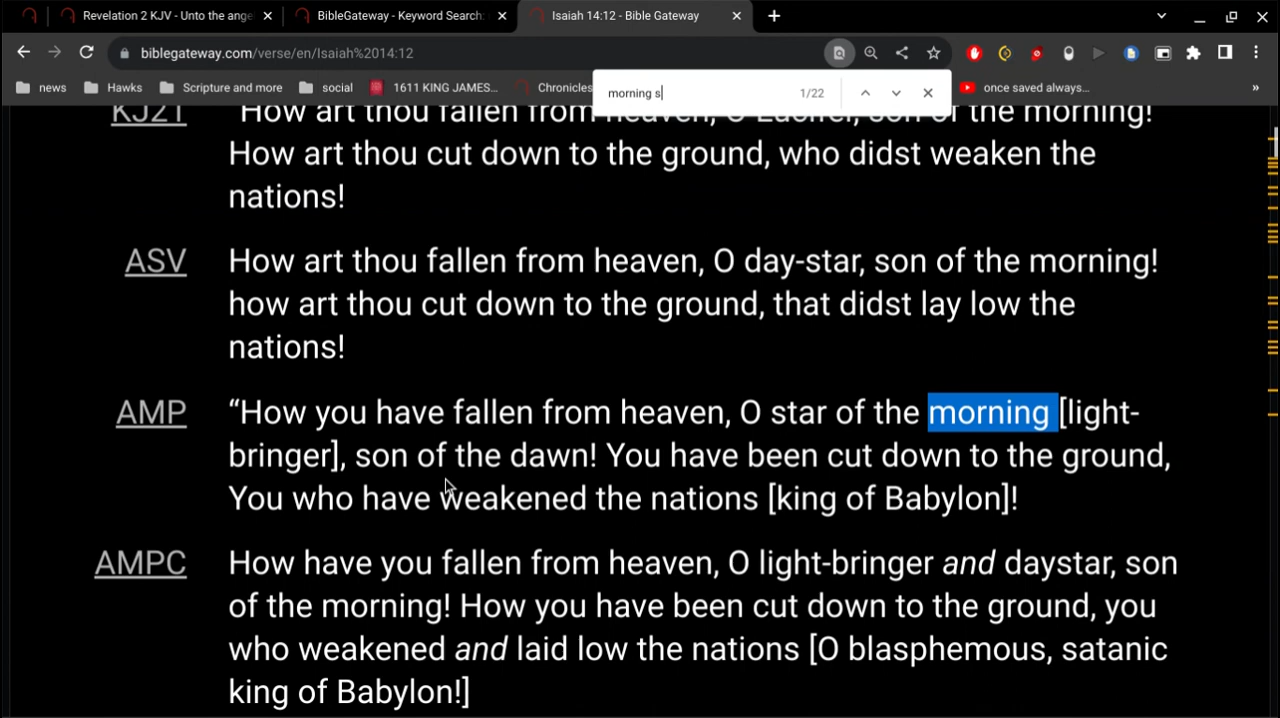 Revelation 2 KJV - Unto the ange
BibleGateway - Keyword Search:
Isaiah 14:12 - Bible Gateway
biblegateway.com/verse/en/Isaiah%2014:12
news
Hawks
Scripture and more
social
1611 KING JAMES...
Chronicles
morning s
1/22
once saved always...
»
KJ21 "How art thou fallen from heaven, O Lucifer, son of the morning!
How art thou cut down to the ground, who didst weaken the
nations!
ASV How art thou fallen from heaven, O day-star, son of the morning!
how art thou cut down to the ground, that didst lay low the
nations!
AMP “How you have fallen from heaven, O star of the morning [light-
bringer], son of the dawn! You have been cut down to the ground,
You who have weakened the nations [king of Babylon]!
AMPC How have you fallen from heaven, O light-bringer and daystar, son
of the morning! How you have been cut down to the ground, you
who weakened and laid low the nations [O blasphemous, satanic
king of Babylon!]